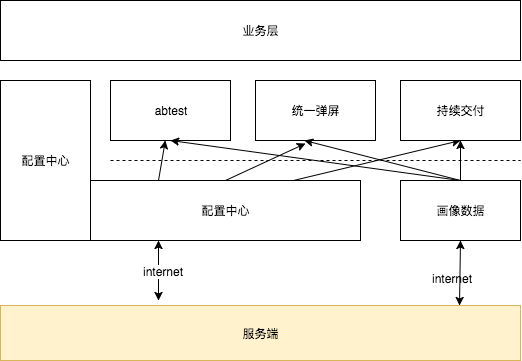 业务层
abtest
统一弹屏
持续交付
配置中心
配置中心
画像数据
internet
internet
服务端